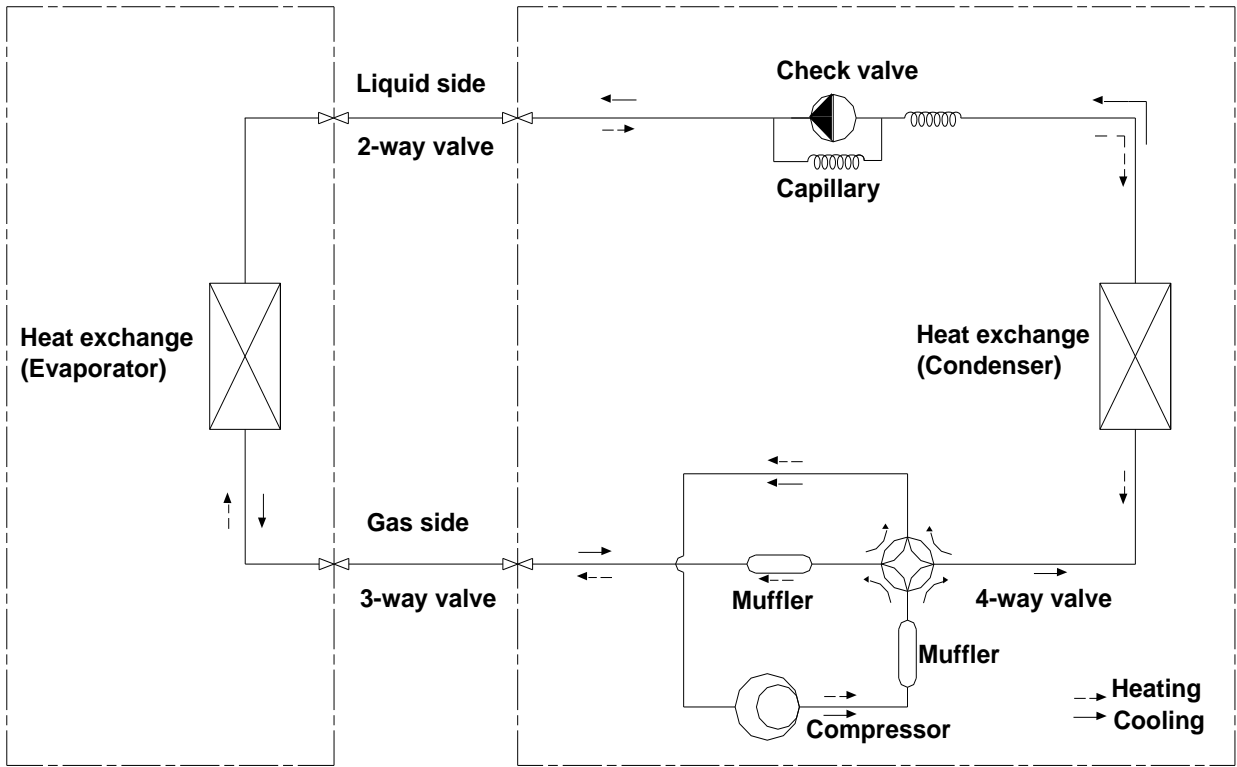 Check valve
Liquid side
2-way valve
Capillary
Heat exchange
(Evaporator)
Heat exchange
(Condenser)
Gas side
3-way valve
Muffler
4-way valve
Muffler
Heating
Cooling
Compressor